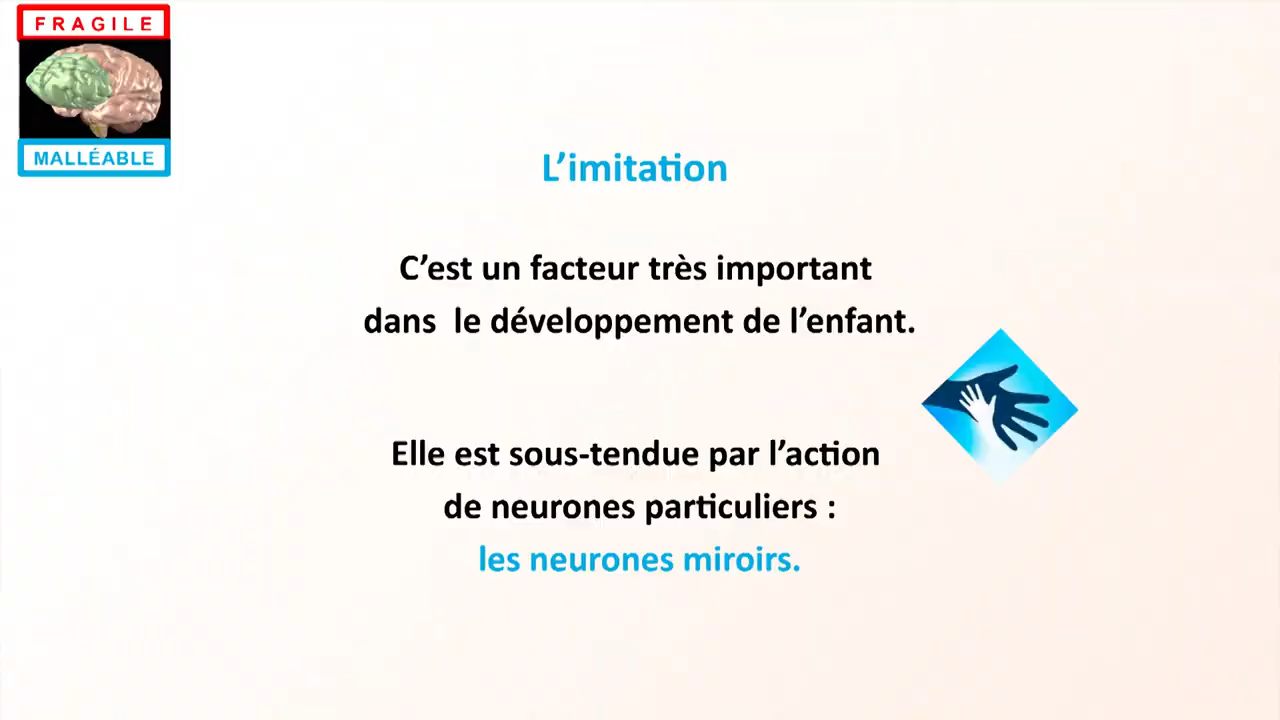 FRAGILE
MALLÉABLE
L’imitation
C’est un facteur très important
dans le développement de l’enfant.
Elle est sous-tendue par l’action
de neurones particuliers :
les neurones miroirs.